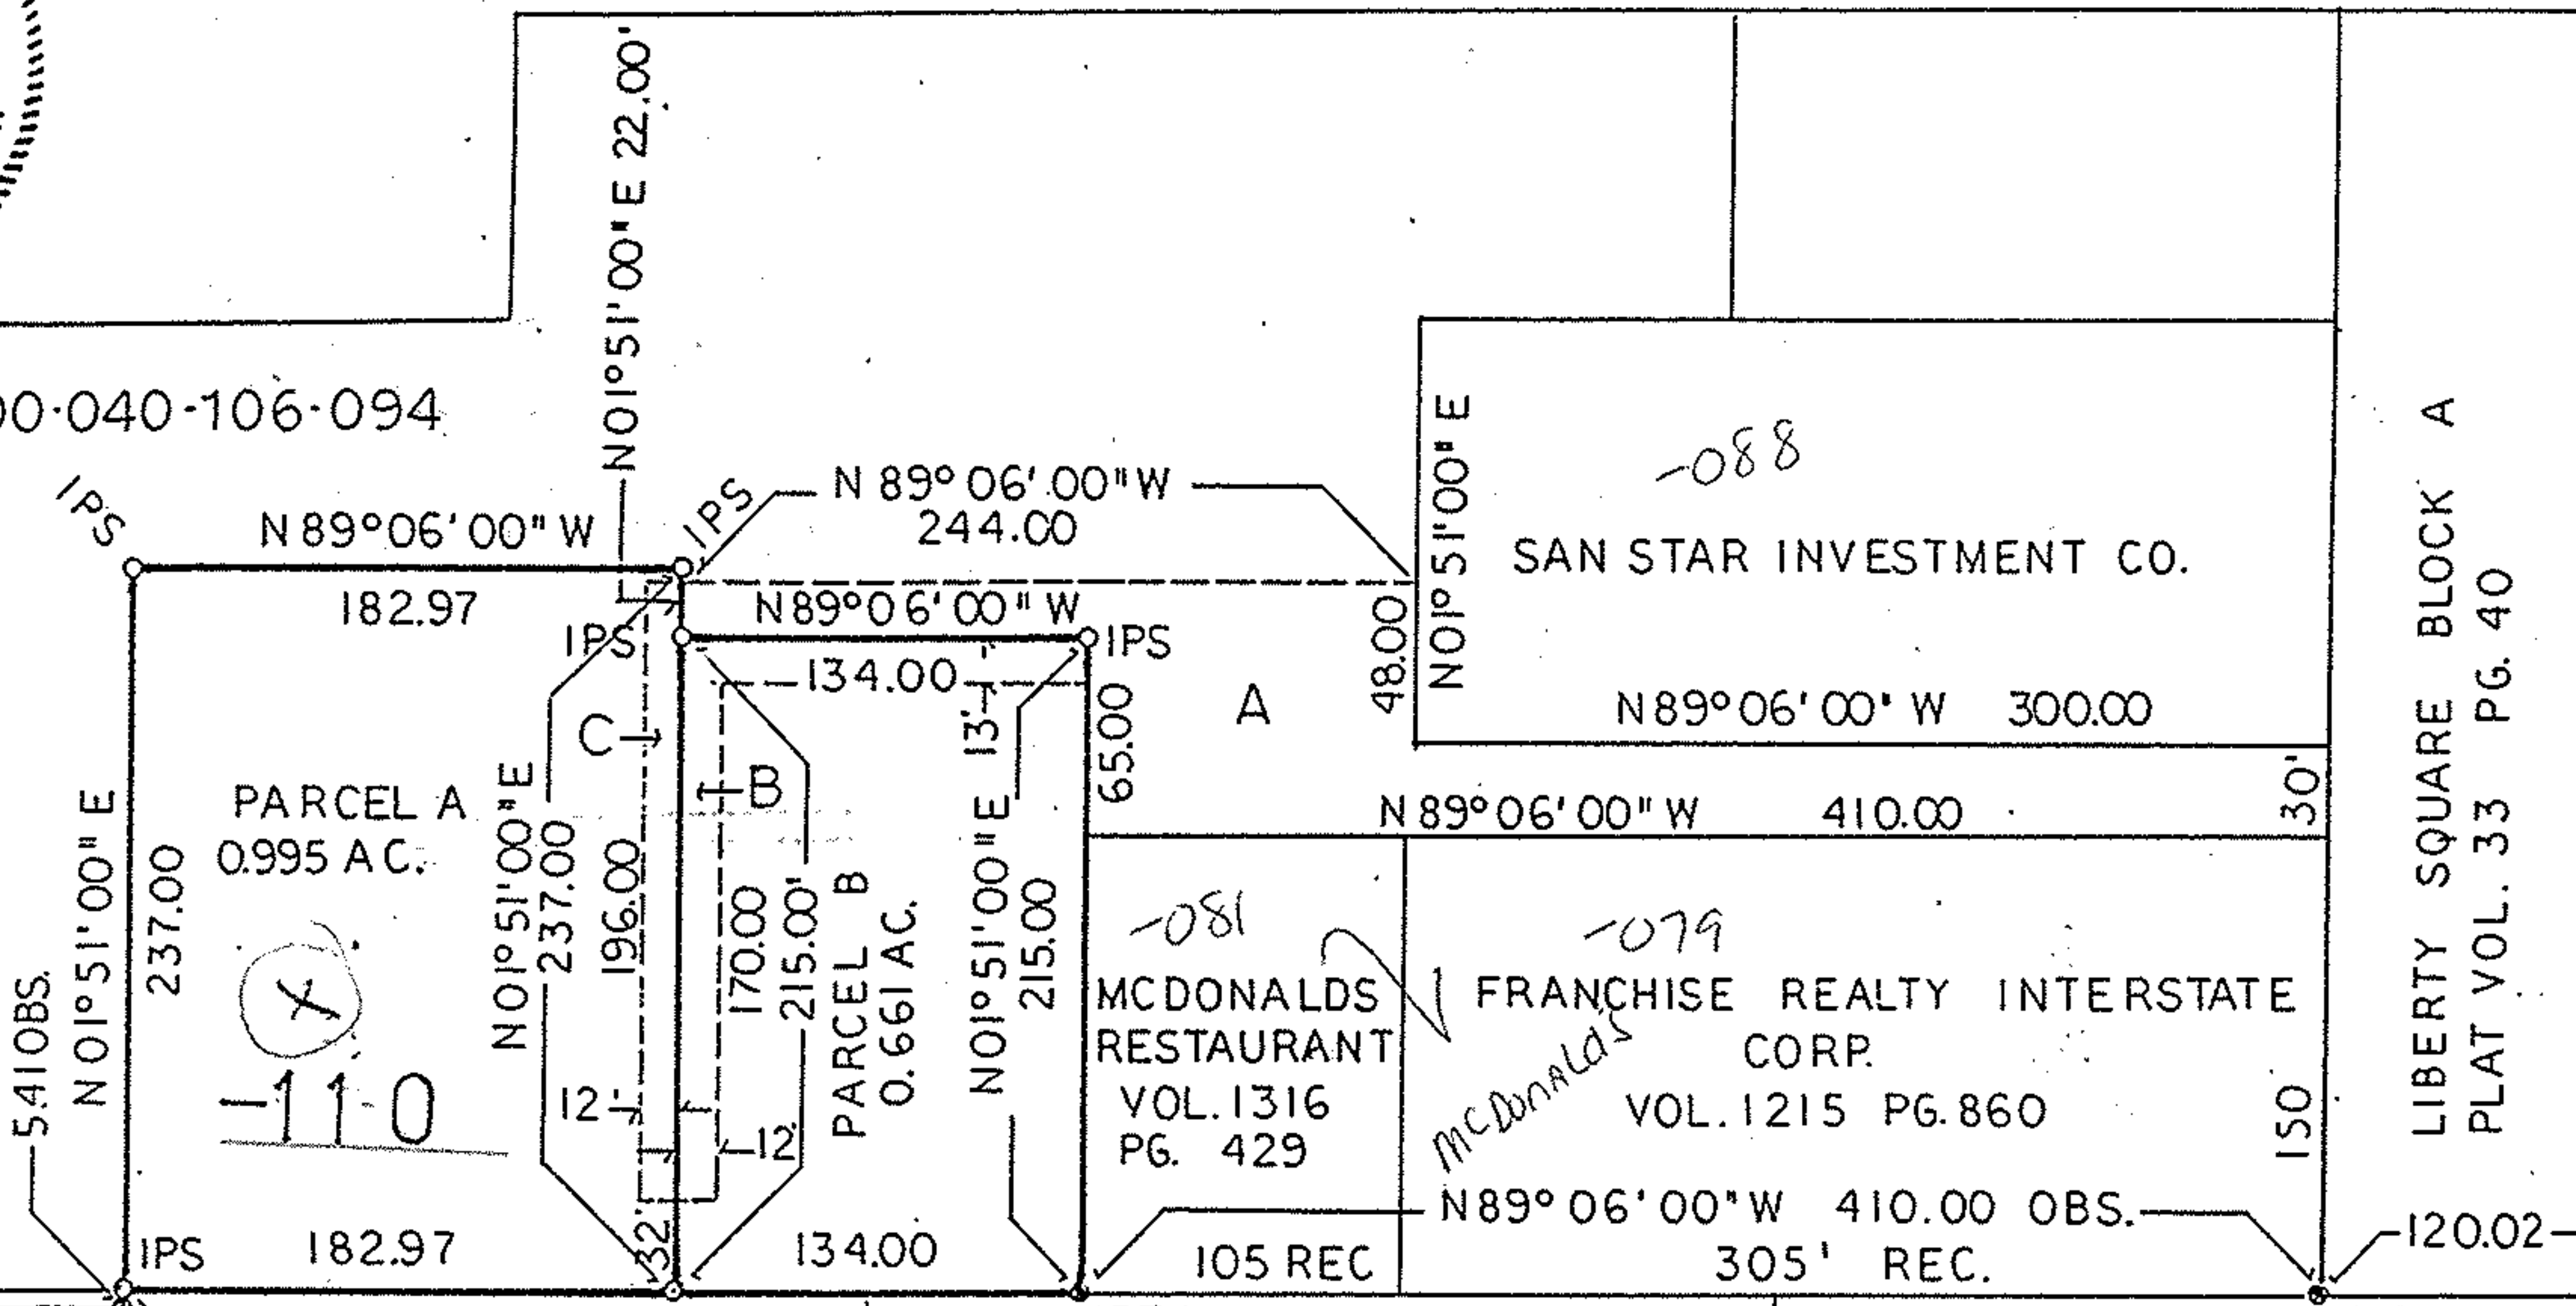 N01°51'00"E 22.00'
00·040-106-094
IPS
N 89°06'00" W
182.97
IPS
N 89° 06' 00" W
244.00
N89°06'00" W
IPS
IPS
134.00
13'
65.00
A
48.00
N01°51'00" E
-088
SAN STAR INVESTMENT CO.
N89°06'00" W 300.00
30'
N89°06'00" W 410.00
LIBERTY SQUARE BLOCK A
PLAT VOL. 33 PG. 40
C
B
PARCEL A
0.995 AC.
X
-110
5.41 OBS.
N 01°51'00" E
237.00
N01°51'00"E
237.00
196.00
170.00
215.00'
PARCEL B
0.661 AC.
N01°51'00"E
215.00
12'
12'
32'
-081
MCDONALDS
RESTAURANT
VOL. 1316
PG. 429
-079
FRANCHISE REALTY INTERSTATE
CORP.
VOL. 1215 PG. 860
McDonalds
150
N89°06'00"W 410.00 OBS.
120.02
IPS
182.97
134.00
105 REC
305' REC.